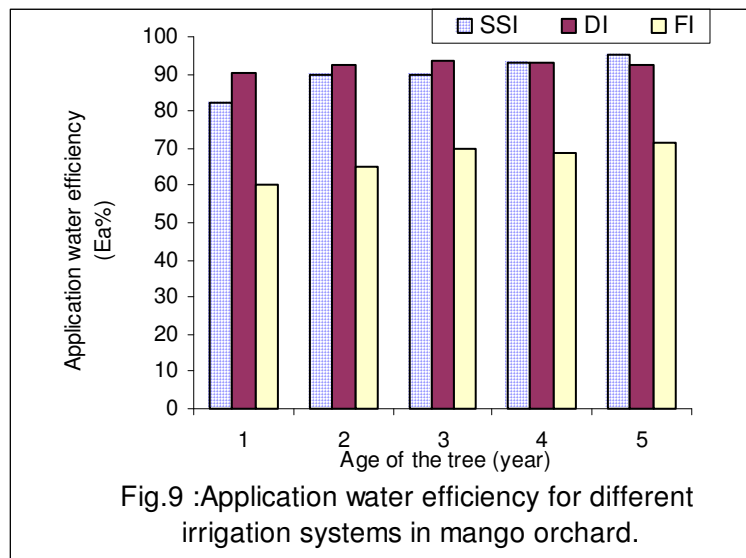 SSI DI FI
100
90
80
70
60
50
40
30
20
10
0
Application water efficiency
(Ea%)
1 2 3 4 5
Age of the tree (year)
Fig.9 :Application water efficiency for different
irrigation systems in mango orchard.